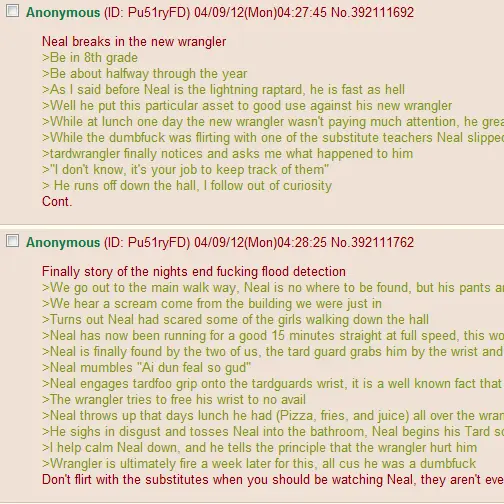 Anonymous (ID: Pu51ryFD) 04/09/12(Mon)04:27:45 No.392111692
Neal breaks in the new wrangler
>Be in 8th grade
>Be about halfway through the year
>As I said before Neal is the lightning raptard, he is fast as hell
>Well he put this particular asset to good use against his new wrangler
>While at lunch one day the new wrangler wasn't paying much attention, he grea
>While the dumbfuck was flirting with one of the substitute teachers Neal slipped
>tardwrangler finally notices and asks me what happened to him
>"I don't know, it's your job to keep track of them"
> He runs off down the hall, I follow out of curiosity
Cont.
Anonymous (ID: Pu51ryFD) 04/09/12(Mon)04:28:25 No.392111762
Finally story of the nights end fucking flood detection
>We go out to the main walk way, Neal is no where to be found, but his pants ar
>We hear a scream come from the building we were just in
>Turns out Neal had scared some of the girls walking down the hall
>Neal has now been running for a good 15 minutes straight at full speed, this wo
>Neal is finally found by the two of us, the tard guard grabs him by the wrist and
>Neal mumbles "Ai dun feal so gud"
>Neal engages tardfoo grip onto the tardguards wrist, it is a well known fact that
>The wrangler tries to free his wrist to no avail
>Neal throws up that days lunch he had (Pizza, fries, and juice) all over the wran
>He sighs in disgust and tosses Neal into the bathroom, Neal begins his Tard sc
>I help calm Neal down, and he tells the principle that the wrangler hurt him
>Wrangler is ultimately fire a week later for this, all cus he was a dumbfuck
Don't flirt with the substitutes when you should be watching Neal, they aren't eve